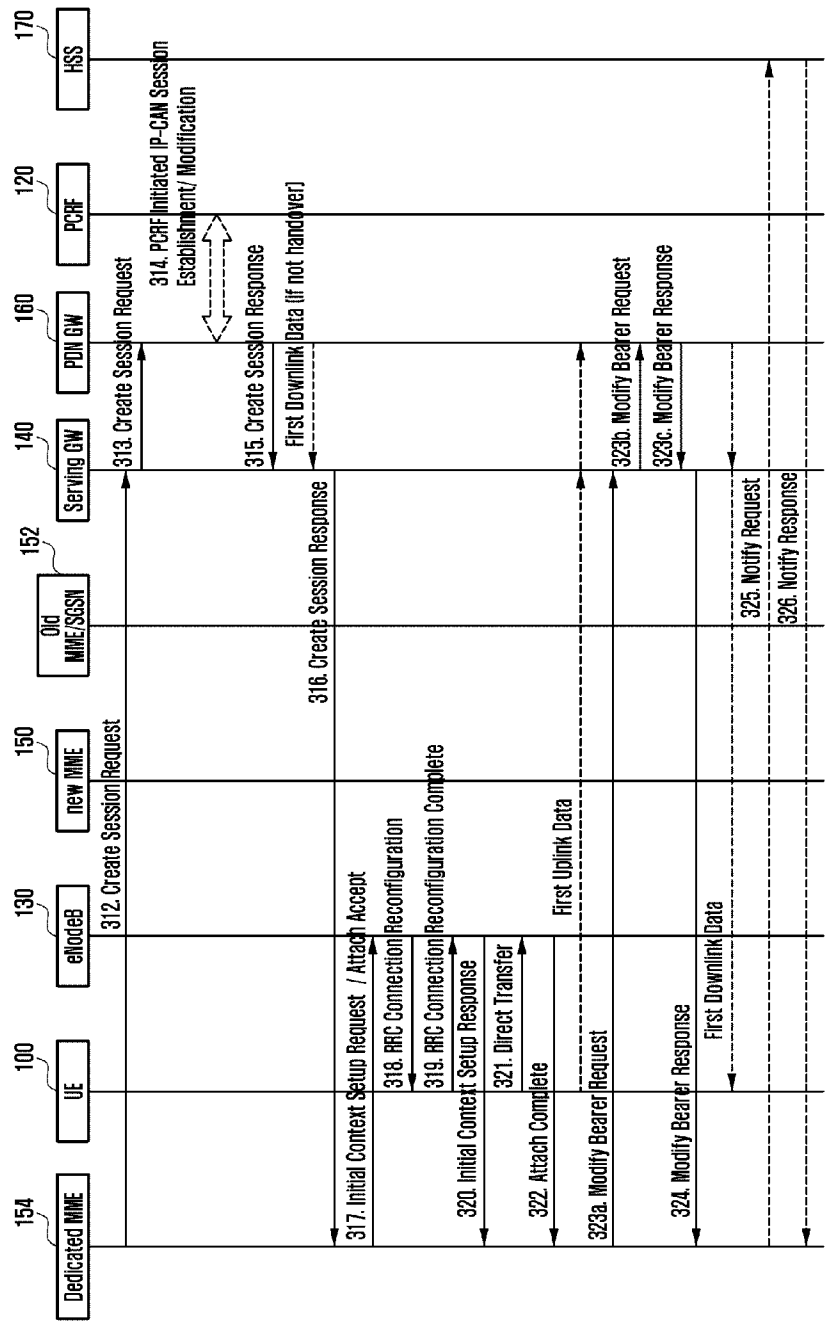 154
Dedicated MME
100
UE
130
eNodeB
150
new MME
152
Old
MME/SGSN
140
Serving GW
160
PDN GW
120
PCRF
170
HSS
312. Create Session Request
313. Create Session Request
314. PCRF Initiated IP-CAN Session
Establishment/ Modification
315. Create Session Response
First Downlink Data (if not handover)
316. Create Session Response
317. Initial Context Setup Request / Attach Accept
318. RRC Connection Reconfiguration
319. RRC Connection Reconfiguration Complete
320. Initial Context Setup Response
321. Direct Transfer
322. Attach Complete
First Uplink Data
323a. Modify Bearer Request
323b. Modify Bearer Request
323c. Modify Bearer Response
324. Modify Bearer Response
First Downlink Data
325. Notify Request
326. Notify Response